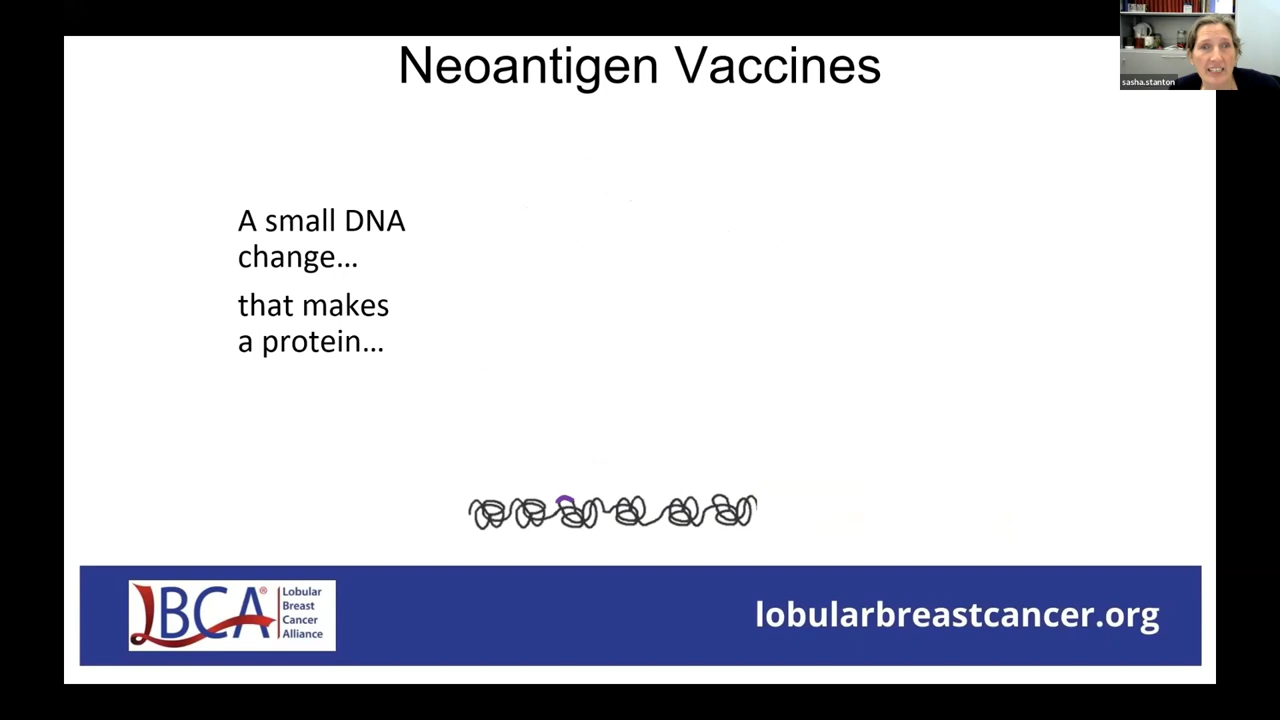 Neoantigen Vaccines
sasha.stanton
A small DNA
change...
that makes
a protein...
LBCA®
Lobular
Breast
Cancer
Alliance
lobularbreastcancer.org